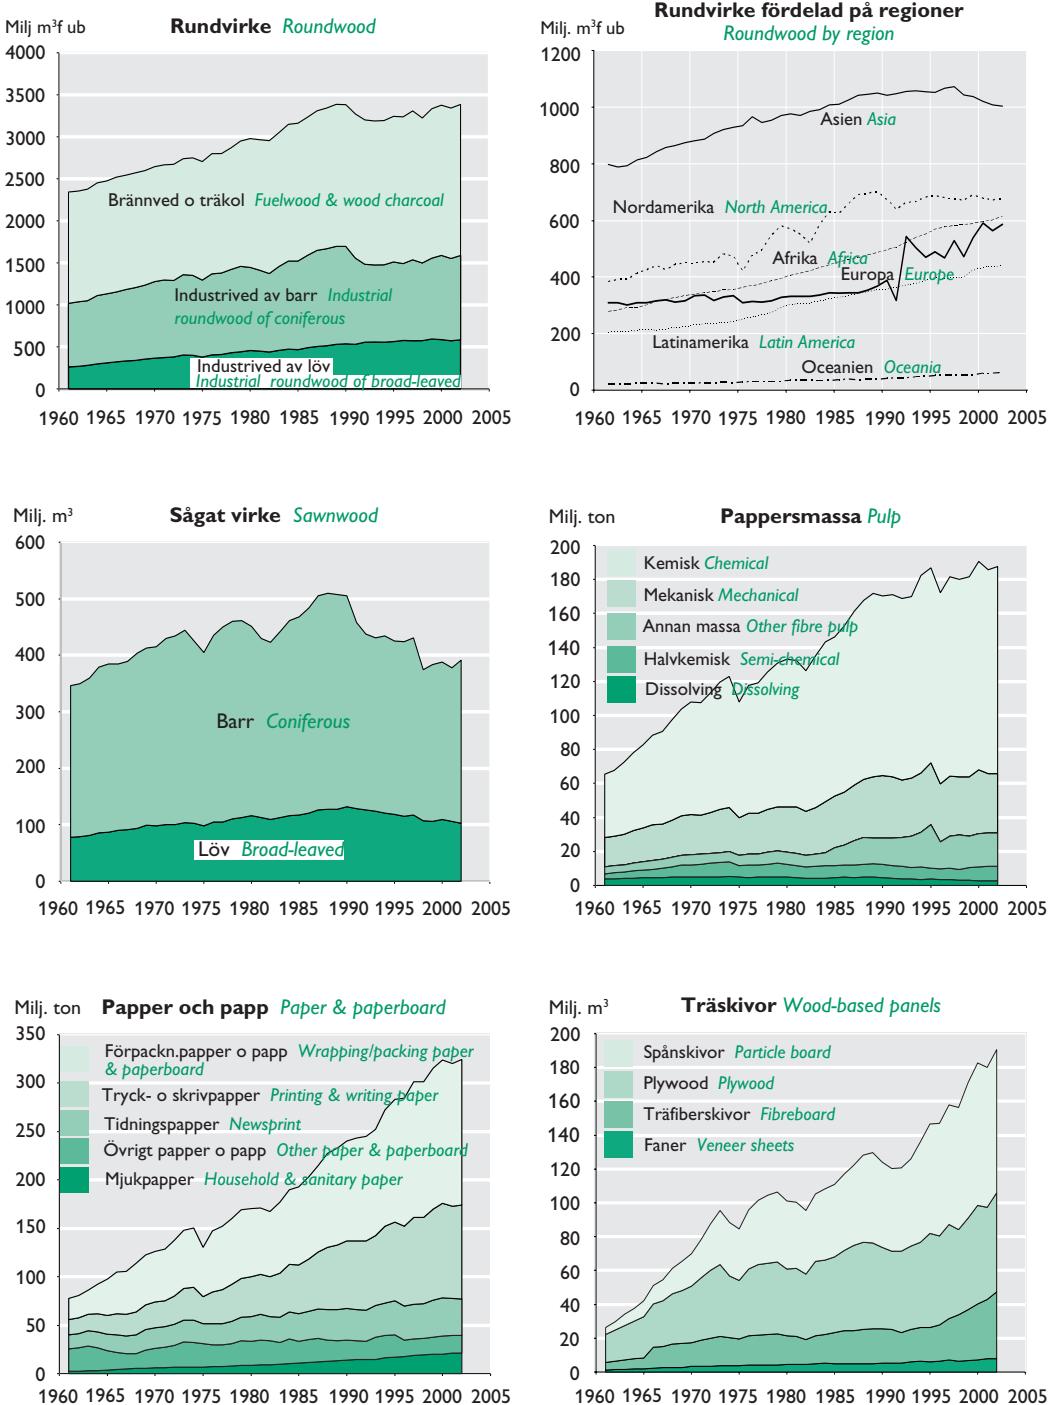 Rundvirke Roundwood
Milj m³f ub
4000
3500
3000
2500
2000
1500
1000
500
0
Brännved o träkol Fuelwood & wood charcoal
Industrived av barr Industrial
roundwood of coniferous
Industrived av löv
Industrial roundwood of broad-leaved
1960 1965 1970 1975 1980 1985 1990 1995 2000 2005
Rundvirke fördelad på regioner
Roundwood by region
Milj. m³f ub
1200
1000
800
600
400
200
0
Asien Asia
Nordamerika North America
Afrika Africa
Europa Europe
Latinamerika Latin America
Oceanien Oceania
1960 1965 1970 1975 1980 1985 1990 1995 2000 2005
Milj. m³
Sågat virke Sawnwood
600
500
400
300
200
100
0
Barr Coniferous
Löv Broad-leaved
1960 1965 1970 1975 1980 1985 1990 1995 2000 2005
Milj. ton
Pappersmassa Pulp
200
180
160
140
120
100
80
60
40
20
0
Kemisk Chemical
Mekanisk Mechanical
Annan massa Other fibre pulp
Halvkemisk Semi-chemical
Dissolving Dissolving
1960 1965 1970 1975 1980 1985 1990 1995 2000 2005
Milj. ton
Papper och papp Paper & paperboard
350
300
250
200
150
100
50
0
Förpackn.papper o papp Wrapping/packing paper
& paperboard
Tryck- o skrivpapper Printing & writing paper
Tidningspapper Newsprint
Övrigt papper o papp Other paper & paperboard
Mjukpapper Household & sanitary paper
1960 1965 1970 1975 1980 1985 1990 1995 2000 2005
Milj. m³
Träskivor Wood-based panels
200
180
160
140
120
100
80
60
40
20
0
Spånskivor Particle board
Plywood Plywood
Träfiberskivor Fibreboard
Faner Veneer sheets
1960 1965 1970 1975 1980 1985 1990 1995 2000 2005